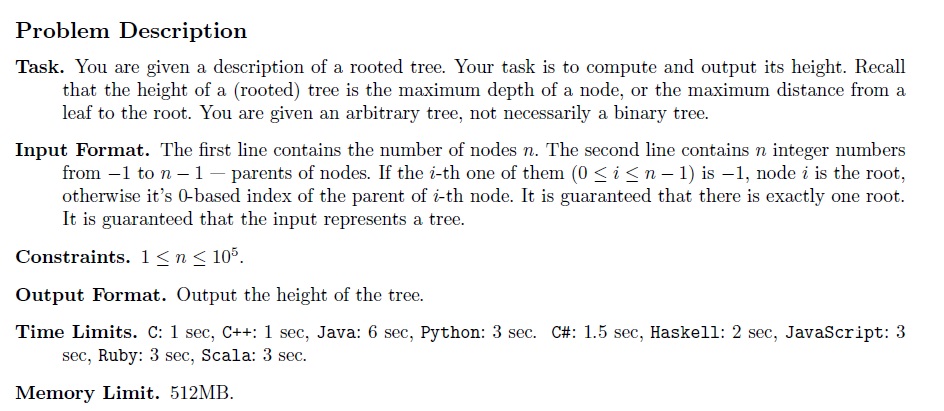 Problem Description
Task. You are given a description of a rooted tree. Your task is to compute and output its height. Recall
that the height of a (rooted) tree is the maximum depth of a node, or the maximum distance from a
leaf to the root. You are given an arbitrary tree, not necessarily a binary tree.
Input Format. The first line contains the number of nodes n. The second line contains n integer numbers
from −1 to n − 1 — parents of nodes. If the i-th one of them (0 ≤ i ≤ n − 1) is −1, node i is the root,
otherwise it's 0-based index of the parent of i-th node. It is guaranteed that there is exactly one root.
It is guaranteed that the input represents a tree.
Constraints. 1 ≤ n ≤ 10⁵.
Output Format. Output the height of the tree.
Time Limits. C: 1 sec, C++: 1 sec, Java: 6 sec, Python: 3 sec. C#: 1.5 sec, Haskell: 2 sec, JavaScript: 3
sec, Ruby: 3 sec, Scala: 3 sec.
Memory Limit. 512MB.